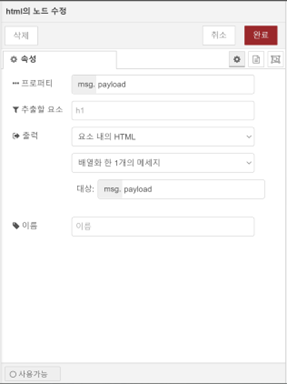 html의 노드 수정
삭제
취소
완료
속성
프로퍼티
msg. payload
추출할 요소
h1
출력
요소 내의 HTML
배열화 한 1개의 메세지
대상:
msg. payload
이름
이름
사용가능